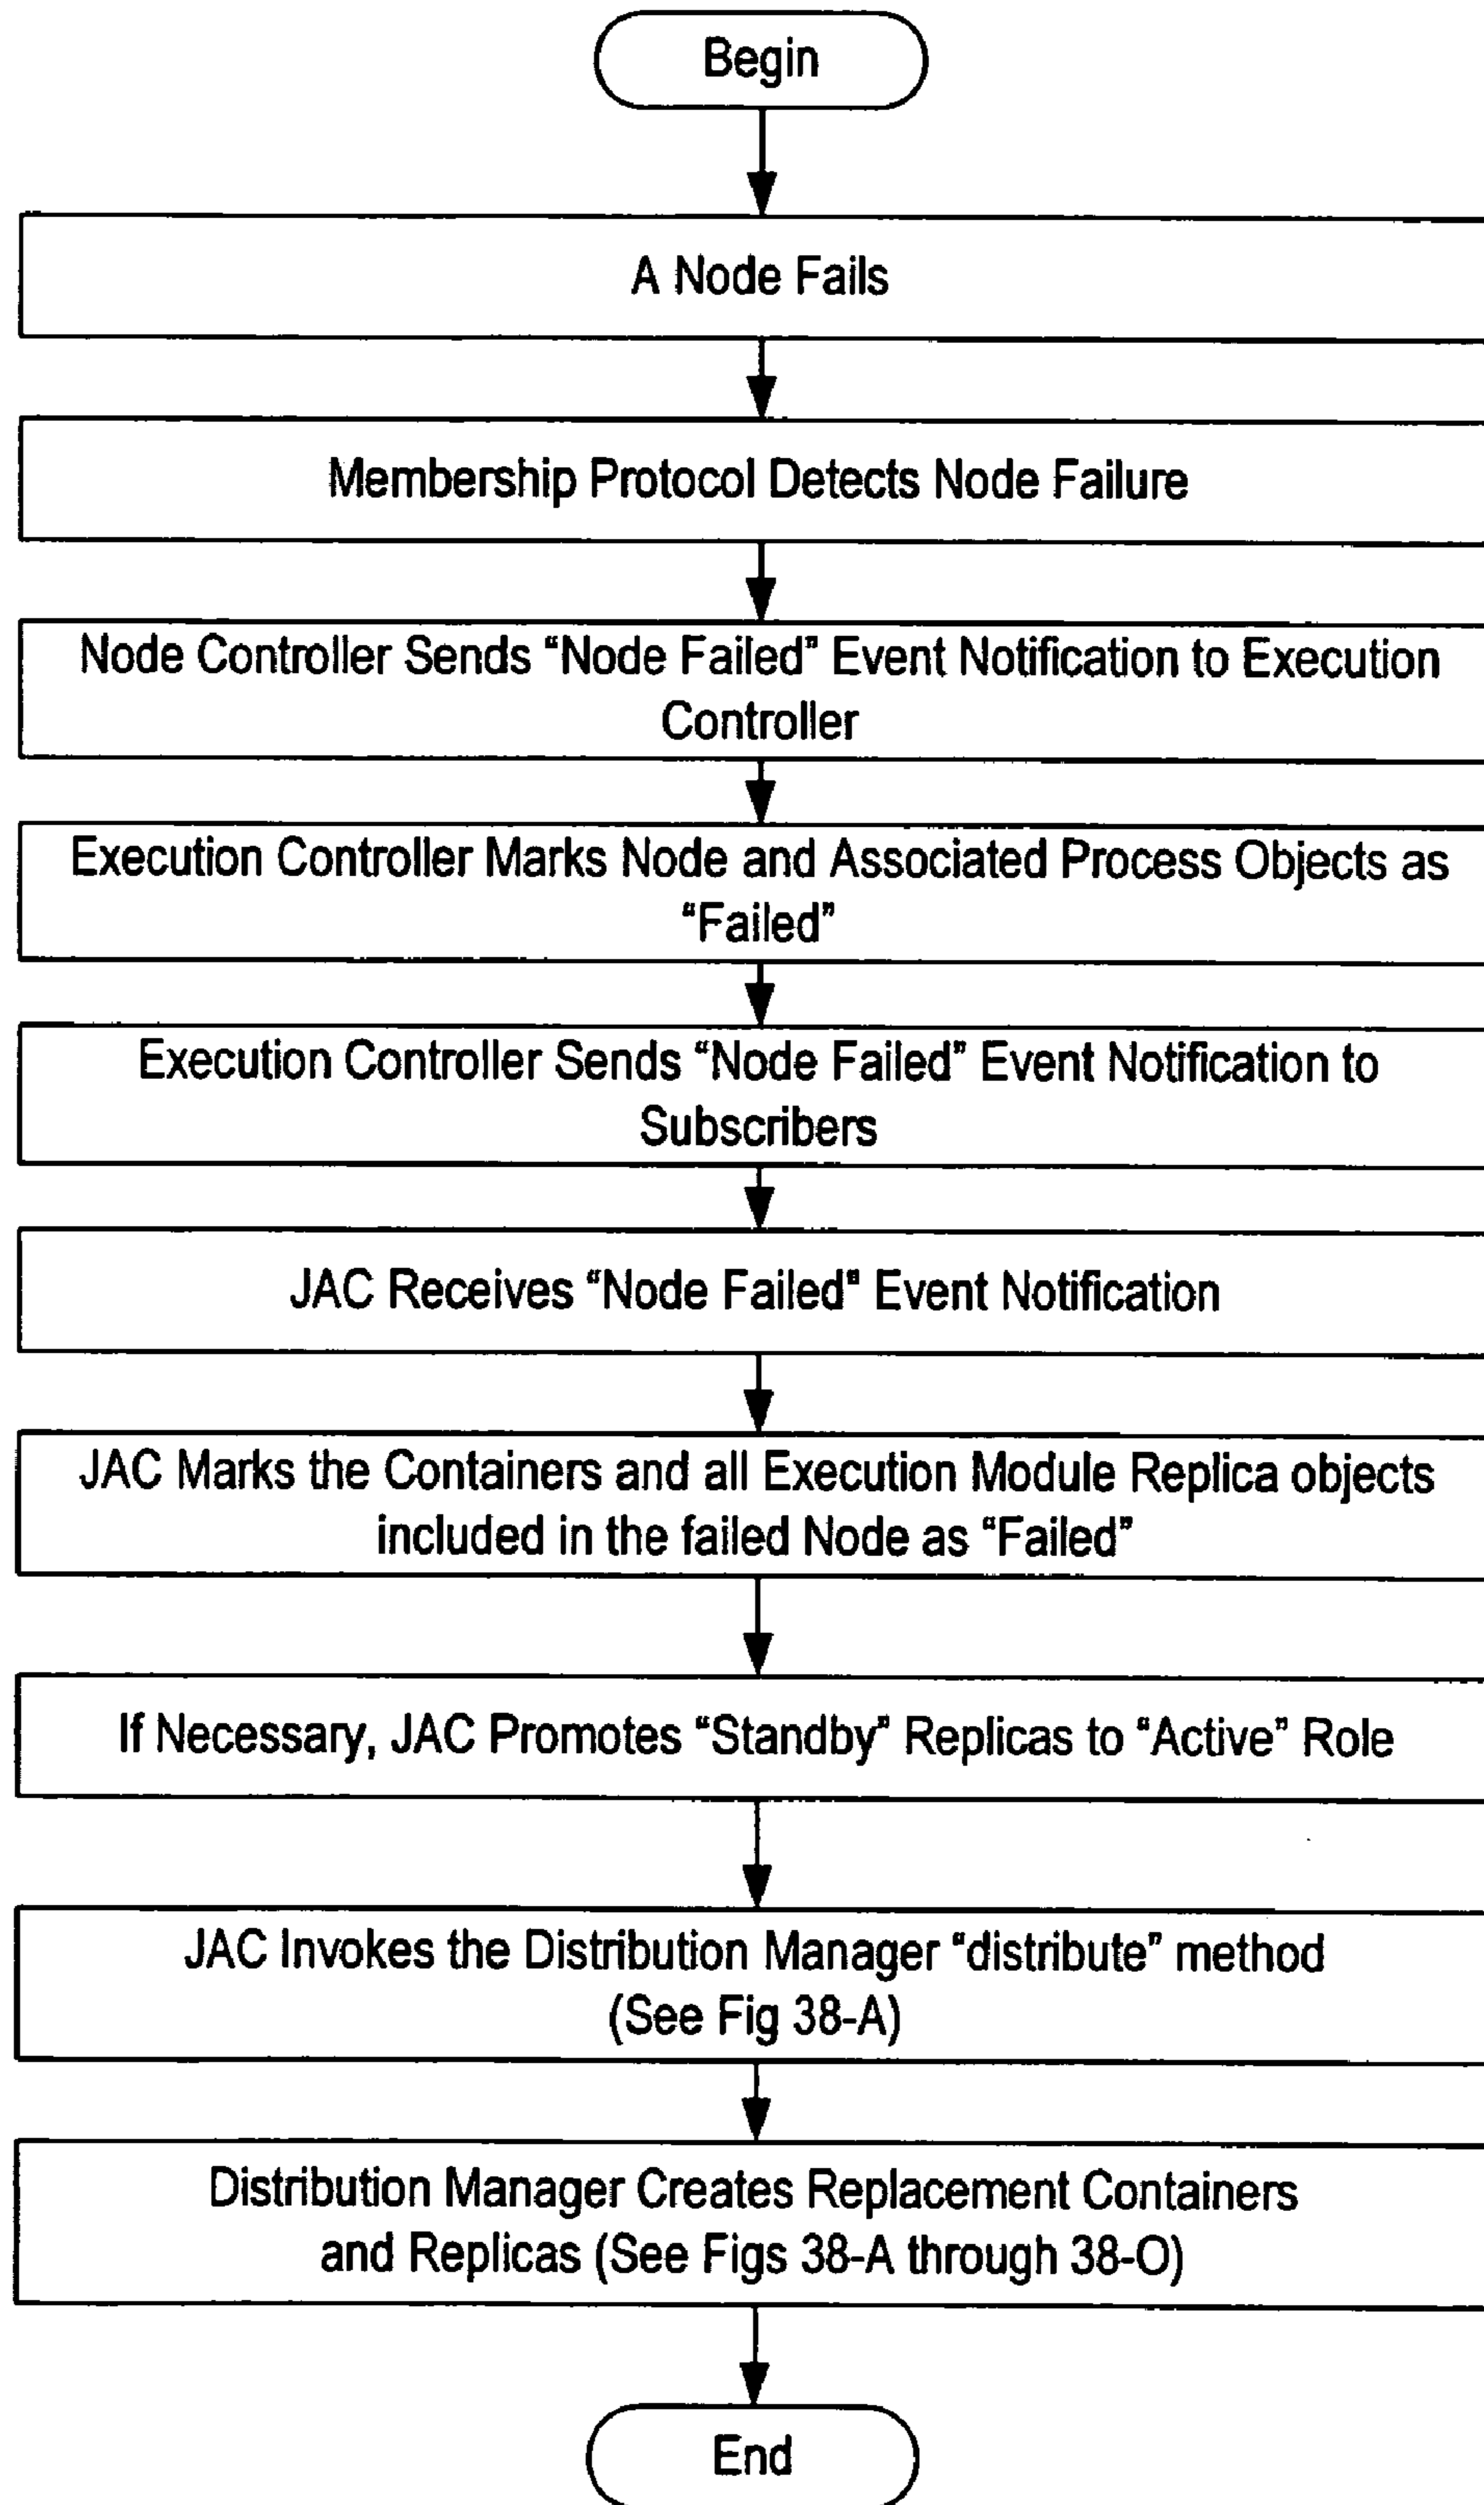 Begin
A Node Fails
Membership Protocol Detects Node Failure
Node Controller Sends “Node Failed” Event Notification to Execution
Controller
Execution Controller Marks Node and Associated Process Objects as
“Failed”
Execution Controller Sends “Node Failed” Event Notification to
Subscribers
JAC Receives “Node Failed” Event Notification
JAC Marks the Containers and all Execution Module Replica objects
included in the failed Node as “Failed”
If Necessary, JAC Promotes “Standby” Replicas to “Active” Role
JAC Invokes the Distribution Manager “distribute” method
(See Fig 38-A)
Distribution Manager Creates Replacement Containers
and Replicas (See Figs 38-A through 38-O)
End